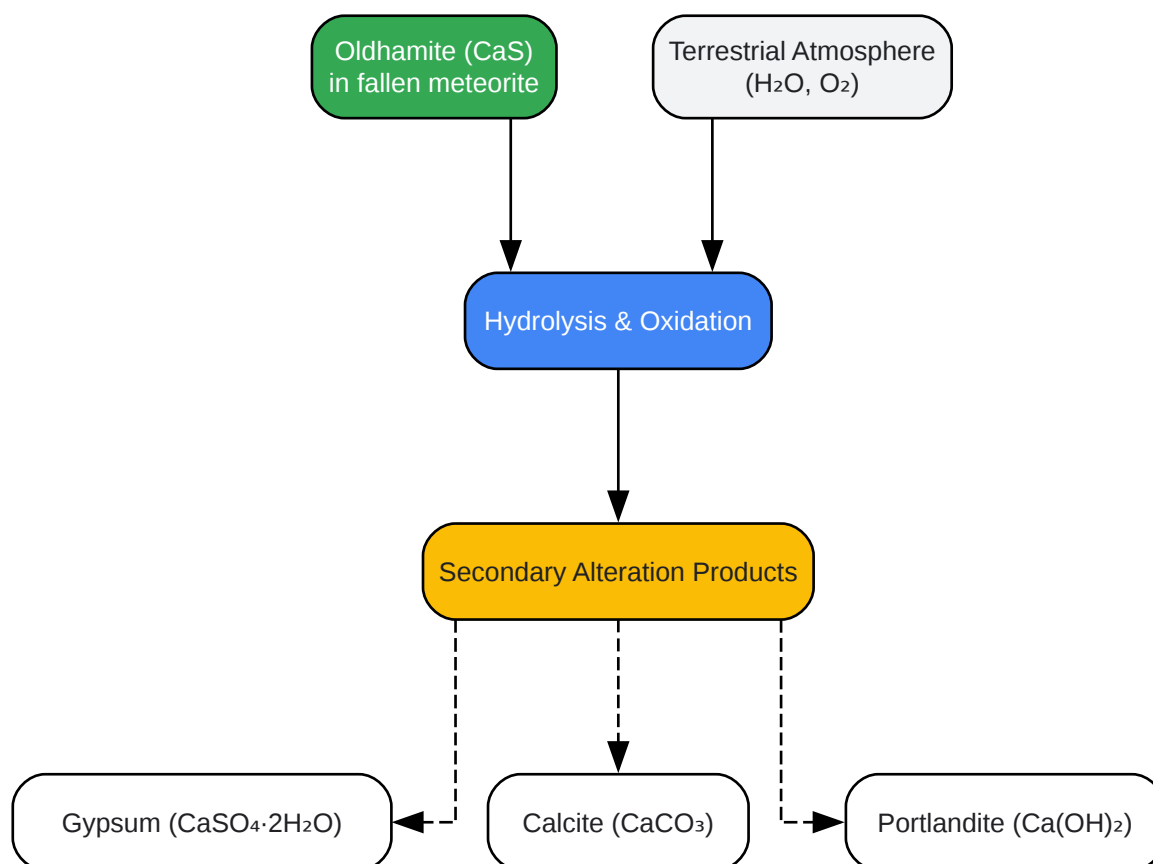 Oldhamite (CaS)
in fallen meteorite
Terrestrial Atmosphere
(H₂O, O₂)
Hydrolysis & Oxidation
Secondary Alteration Products
Gypsum (CaSO₄·2H₂O)
Calcite (CaCO₃)
Portlandite (Ca(OH)₂)